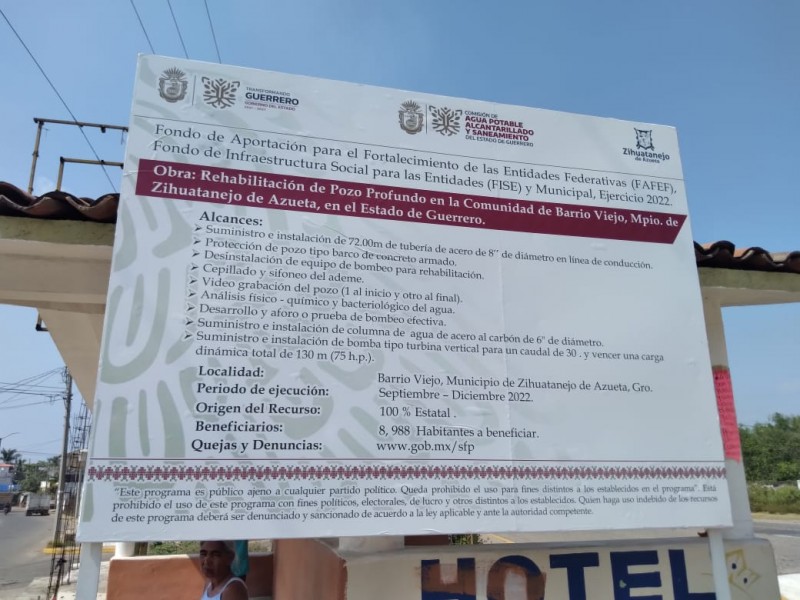 TRANSFORMANDO
GUERRERO
GOBIERNO DEL ESTADO
COMISIÓN DE
AGUA POTABLE
ALCANTARILLADO
Y SANEAMIENTO
DEL ESTADO DE GUERRERO
Zihuatanejo
de Azueta
Fondo de Aportación para el Fortalecimiento de las Entidades Federativas (FAFEF),
Fondo de Infraestructura Social para las Entidades (FISE) y Municipal, Ejercicio 2022.
Obra: Rehabilitación de Pozo Profundo en la Comunidad de Barrio Viejo, Mpio. de
Zihuatanejo de Azueta, en el Estado de Guerrero.
Alcances:
➤ Suministro e instalación de 72.00m de tubería de acero de 8" de diámetro en línea de conducción.
➤ Protección de pozo tipo barco de concreto armado.
➤ Desinstalación de equipo de bombeo para rehabilitación.
➤ Cepillado y sifoneo del ademe.
➤ Video grabación del pozo (1 al inicio y otro al final).
➤ Análisis físico - químico y bacteriológico del agua.
➤ Desarrollo y aforo o prueba de bombeo efectiva.
➤ Suministro e instalación de columna de agua de acero al carbón de 6" de diámetro.
➤ Suministro e instalación de bomba tipo turbina vertical para un caudal de 30 . y vencer una carga
dinámica total de 130 m (75 h.p.).
Localidad: Barrio Viejo, Municipio de Zihuatanejo de Azueta, Gro.
Periodo de ejecución: Septiembre – Diciembre 2022.
Origen del Recurso: 100 % Estatal .
Beneficiarios: 8, 988 Habitantes a beneficiar.
Quejas y Denuncias: www.gob.mx/sfp
"Este programa es público ajeno a cualquier partido político. Queda prohibido el uso para fines distintos a los establecidos en el programa". Está
prohibido el uso de este programa con fines políticos, electorales, de lucro y otros distintos a los establecidos. Quien haga uso indebido de los recursos
de este programa deberá ser denunciado y sancionado de acuerdo a la ley aplicable y ante la autoridad competente.
HOTEL